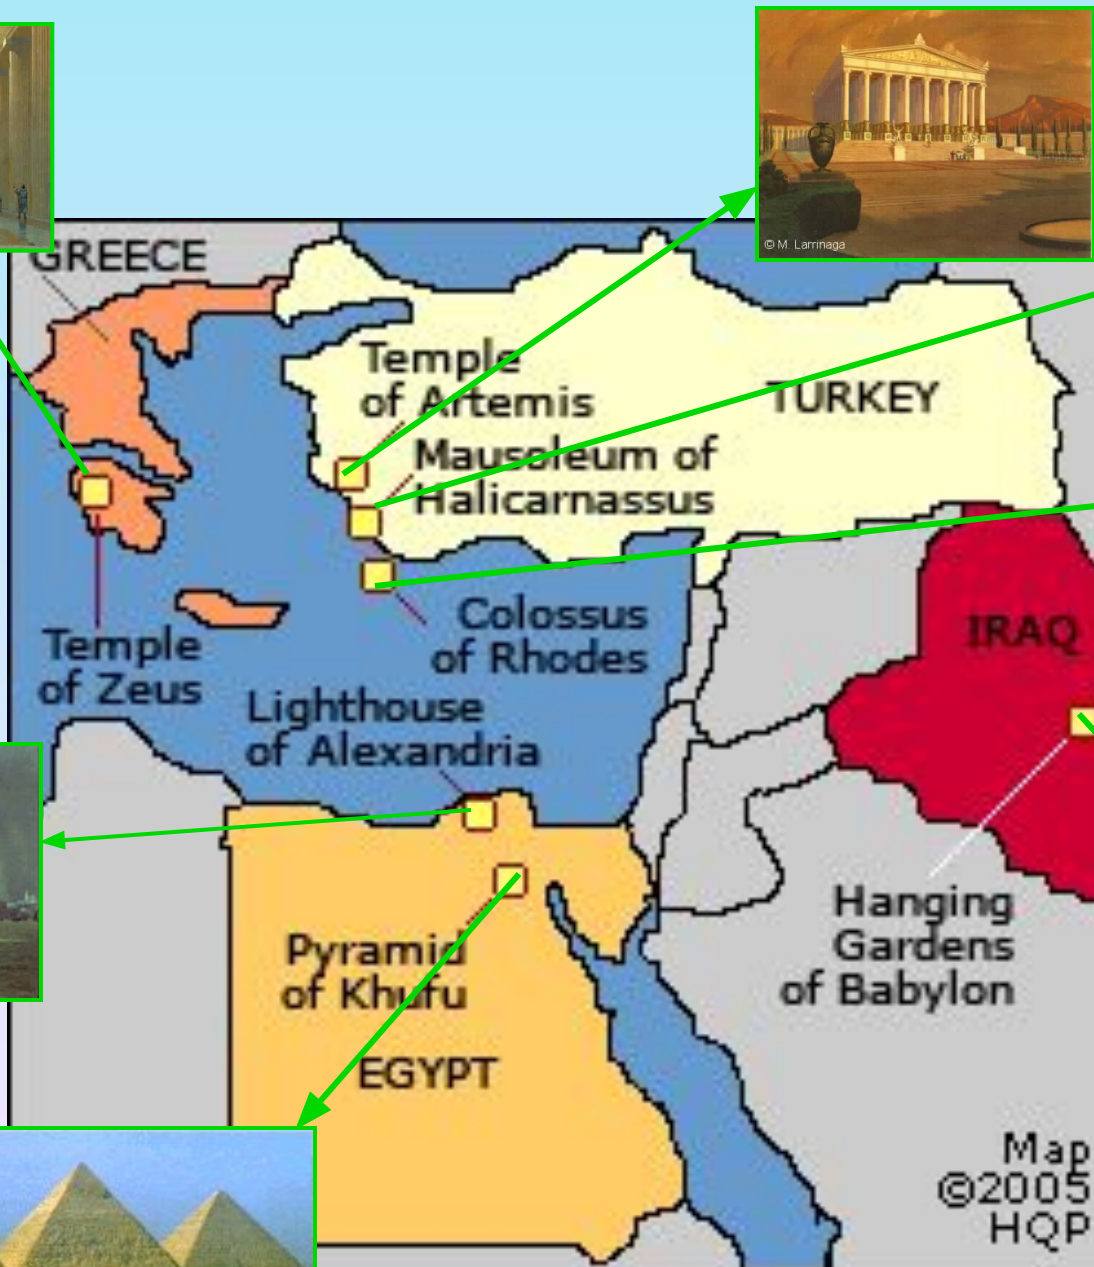 © M. Larrinaga
GREECE
Temple
of Artemis
TURKEY
Mausoleum of
Halicarnassus
Colossus
of Rhodes
IRAQ
Temple
of Zeus
Lighthouse
of Alexandria
Hanging
Gardens
of Babylon
Pyramid
of Khufu
EGYPT
Map
©2005
HQP